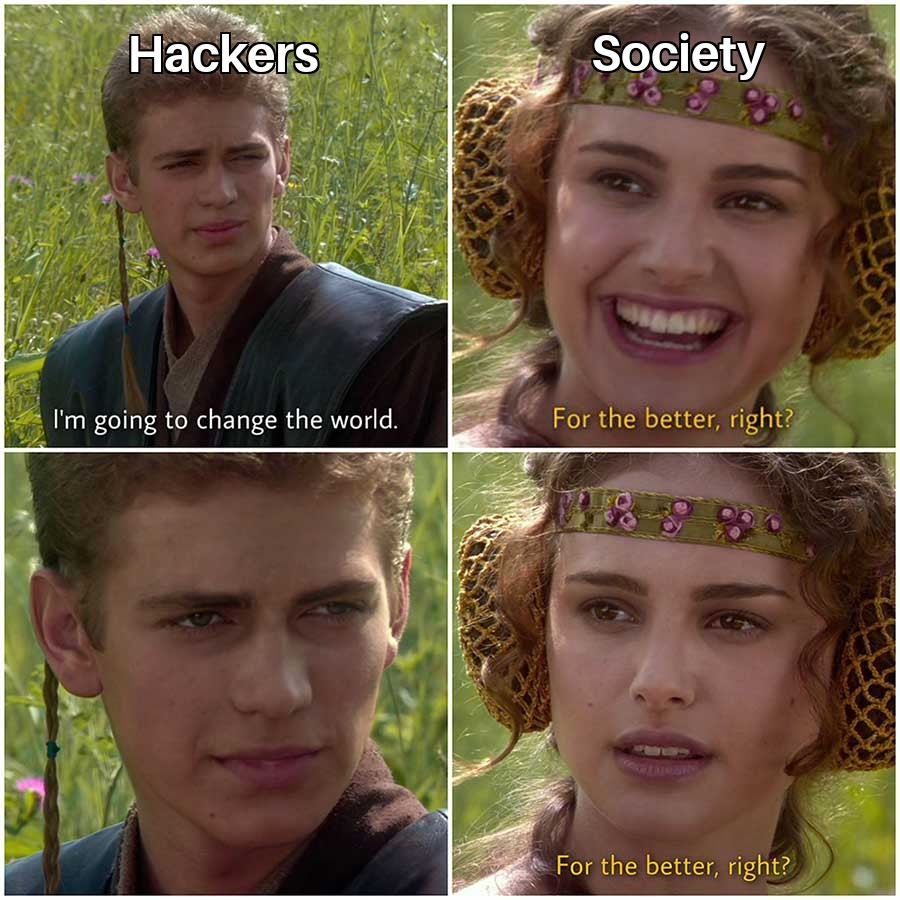 Hackers
Society
I'm going to change the world.
For the better, right?
For the better, right?